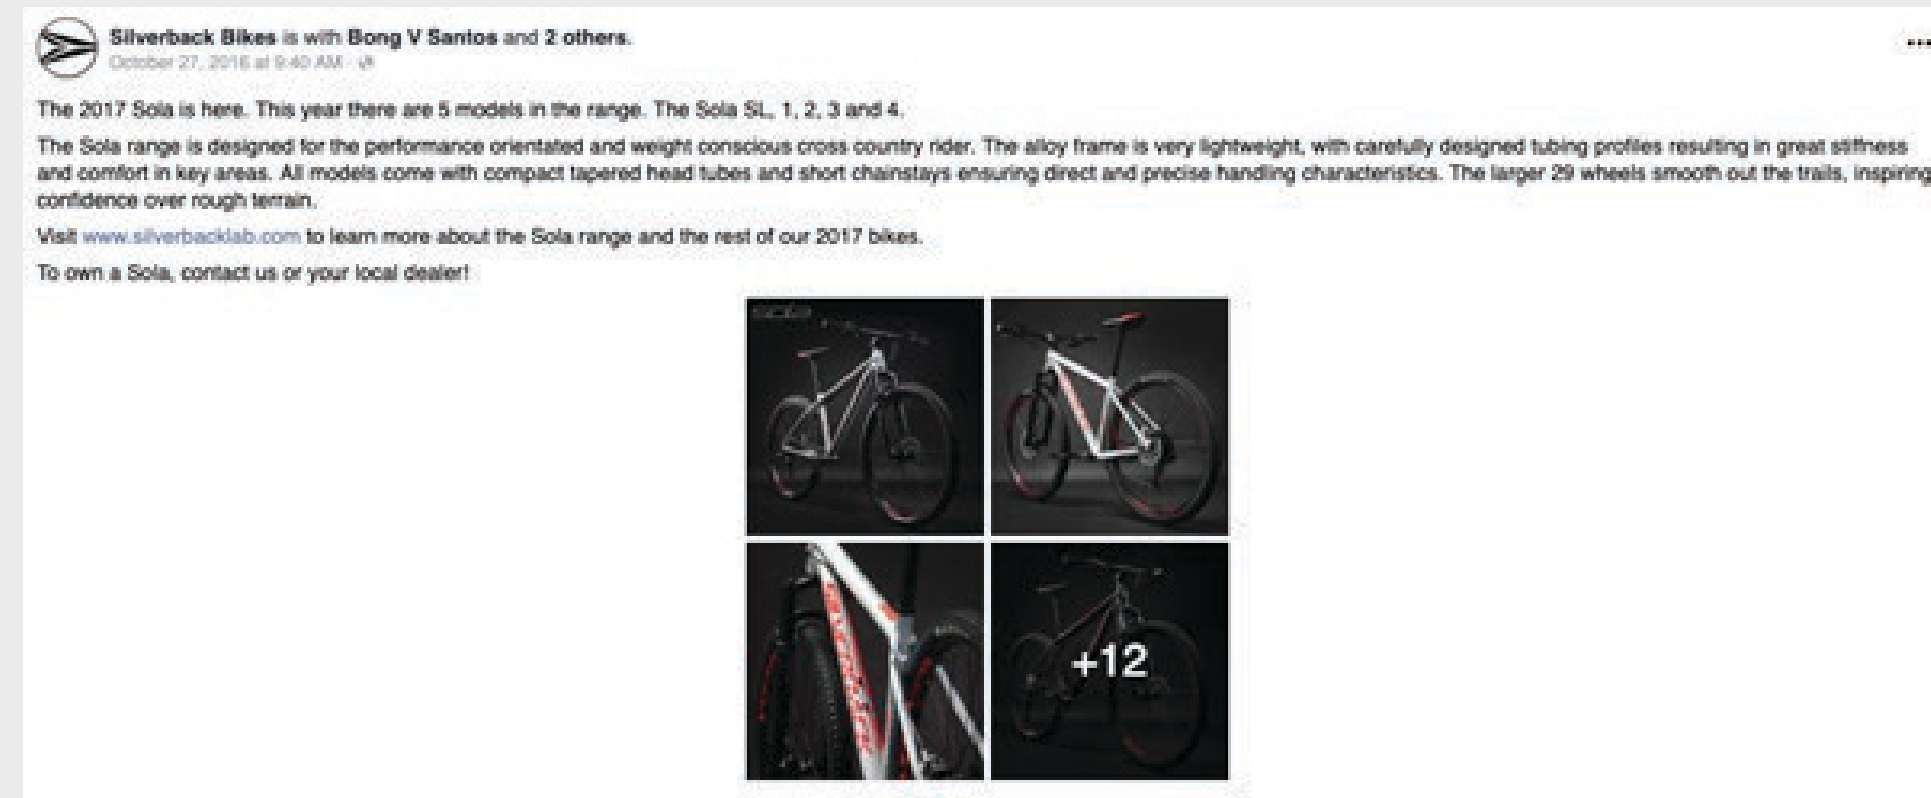 Silverback Bikes is with Bong V Santos and 2 others.
October 27, 2016 at 9:40 AM
The 2017 Sola is here. This year there are 5 models in the range. The Sola SL, 1, 2, 3 and 4.
The Sola range is designed for the performance orientated and weight conscious cross country rider. The alloy frame is very lightweight, with carefully designed tubing profiles resulting in great stiffness
and comfort in key areas. All models come with compact tapered head tubes and short chainstays ensuring direct and precise handling characteristics. The larger 29 wheels smooth out the trails, inspiring
confidence over rough terrain.
Visit www.silverbacklab.com to learn more about the Sola range and the rest of our 2017 bikes.
To own a Sola, contact us or your local dealer!
sola
+12